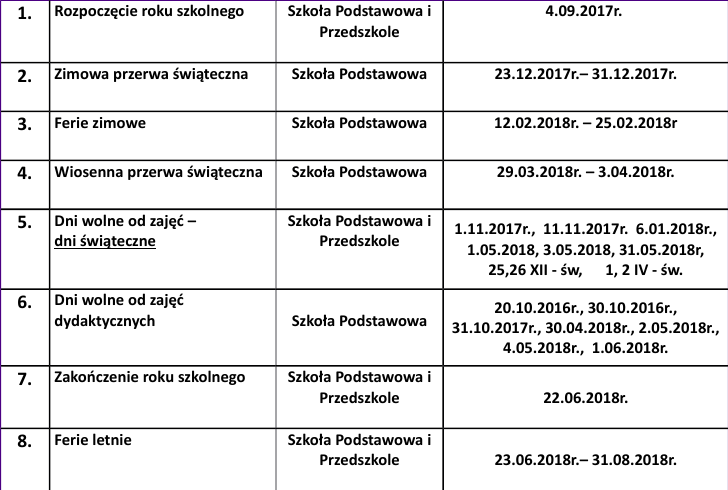 1. Rozpoczęcie roku szkolnego Szkoła Podstawowa i 4.09.2017r.
Przedszkole
2. Zimowa przerwa świąteczna Szkoła Podstawowa 23.12.2017r.– 31.12.2017r.
3. Ferie zimowe Szkoła Podstawowa 12.02.2018r. – 25.02.2018r
4. Wiosenna przerwa świąteczna Szkoła Podstawowa 29.03.2018r. – 3.04.2018r.
5. Dni wolne od zajęć – Szkoła Podstawowa i
dni świąteczne Przedszkole
1.11.2017r., 11.11.2017r. 6.01.2018r.,
1.05.2018, 3.05.2018, 31.05.2018r,
25,26 XII - św, 1, 2 IV - św.
6. Dni wolne od zajęć
dydaktycznych Szkoła Podstawowa
20.10.2016r., 30.10.2016r.,
31.10.2017r., 30.04.2018r., 2.05.2018r.,
4.05.2018r., 1.06.2018r.
7. Zakończenie roku szkolnego Szkoła Podstawowa i
Przedszkole 22.06.2018r.
8. Ferie letnie Szkoła Podstawowa i
Przedszkole 23.06.2018r.– 31.08.2018r.